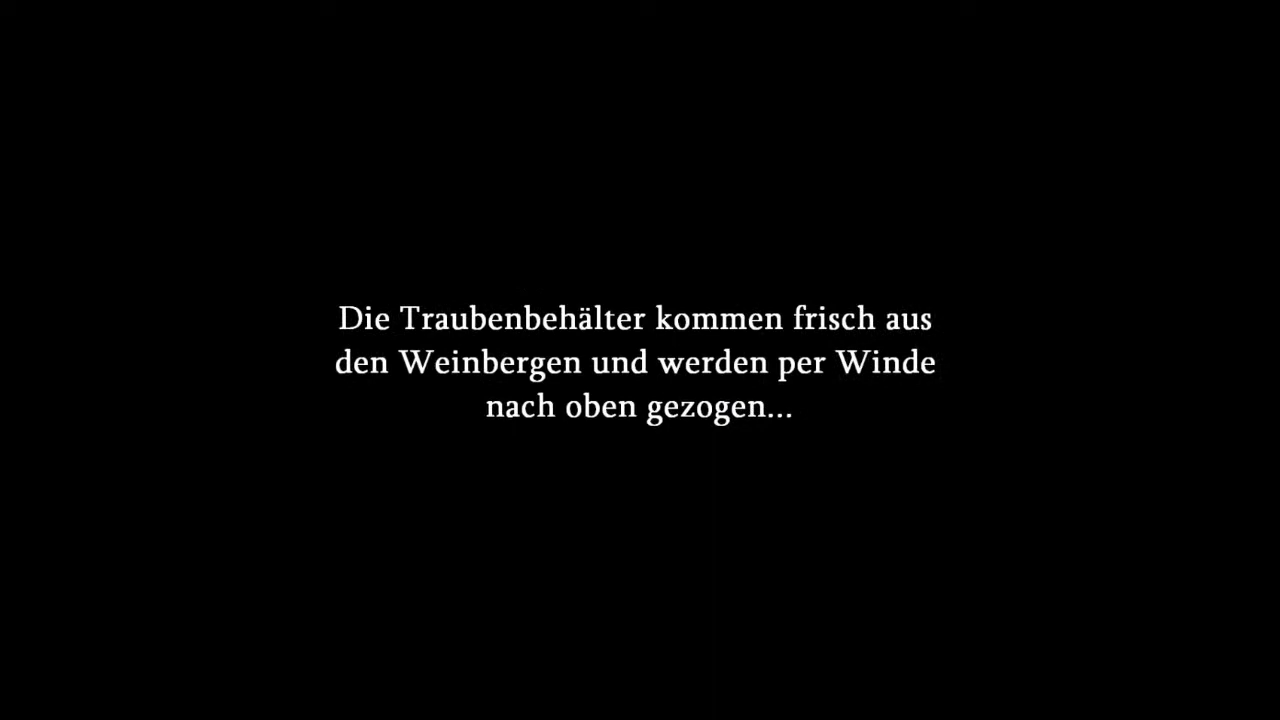 Die Traubenbehälter kommen frisch aus
den Weinbergen und werden per Winde
nach oben gezogen...